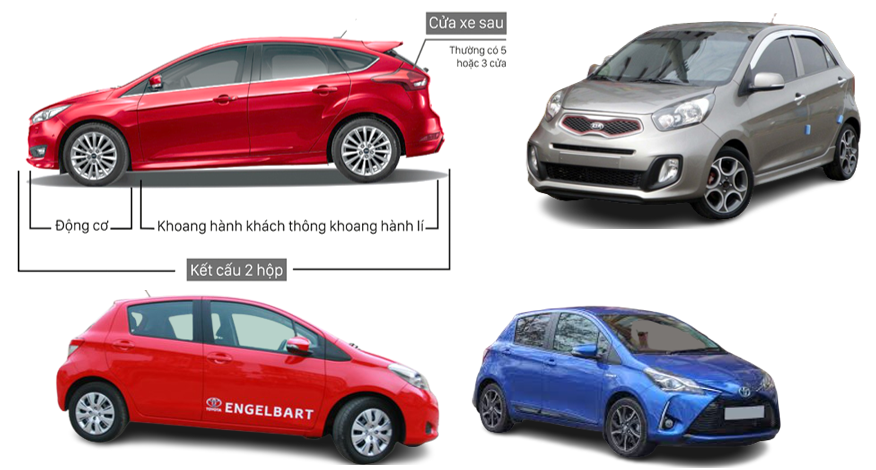 Cửa xe sau
Thường có 5
hoặc 3 cửa
Động cơ
Khoang hành khách thông khoang hành lí
Kết cấu 2 hộp
KIA
TOYOTA
ENGELBART